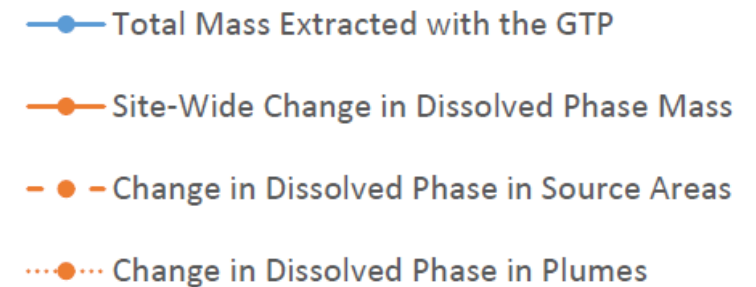 Total Mass Extracted with the GTP
Site-Wide Change in Dissolved Phase Mass
Change in Dissolved Phase in Source Areas
Change in Dissolved Phase in Plumes